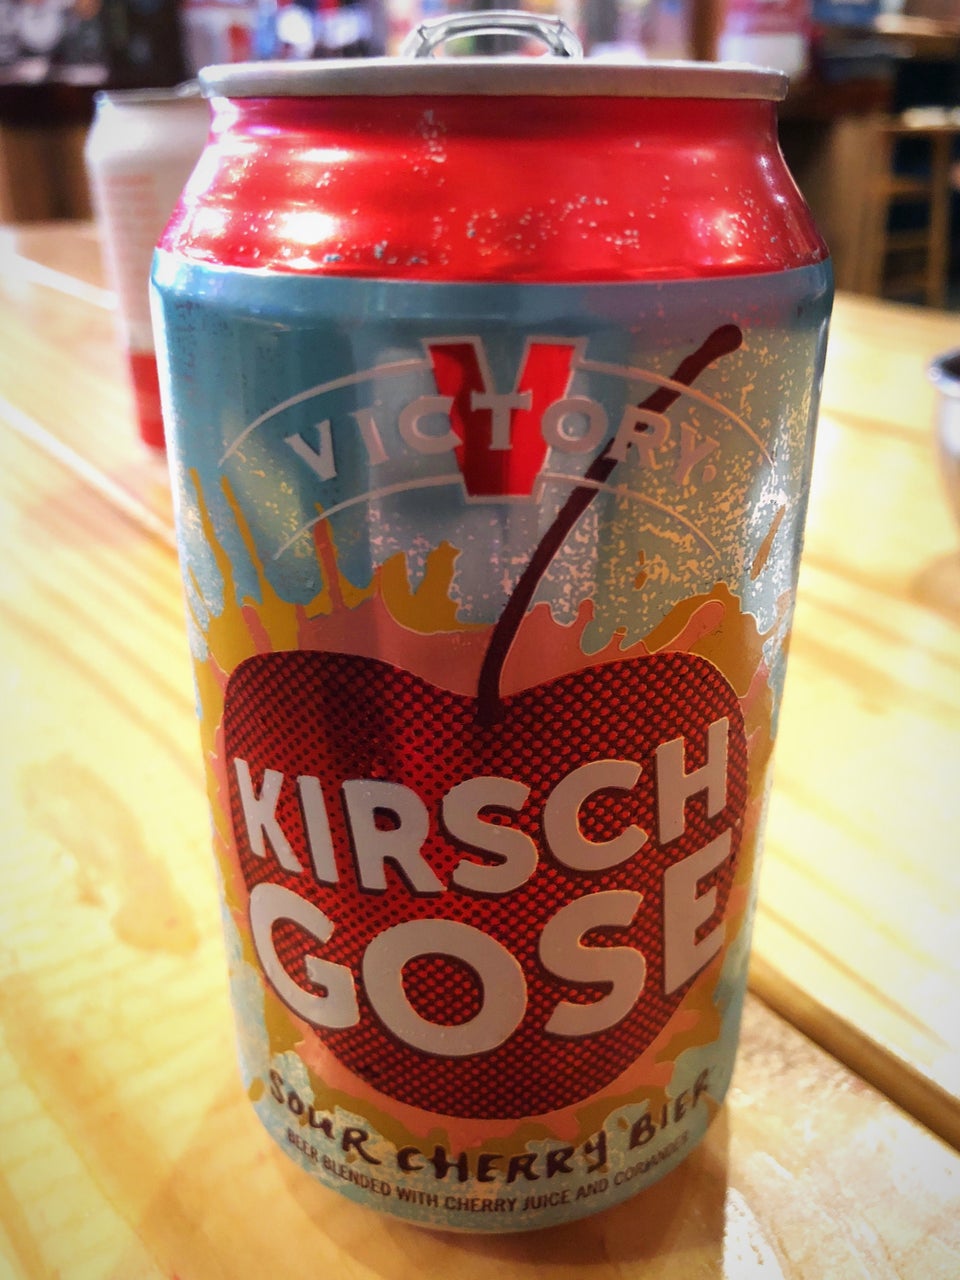 V
VICTORY
KIRSCH
GOSE
SOUR CHERRY BIER
BEER BLENDED WITH CHERRY JUICE AND CORIANDER